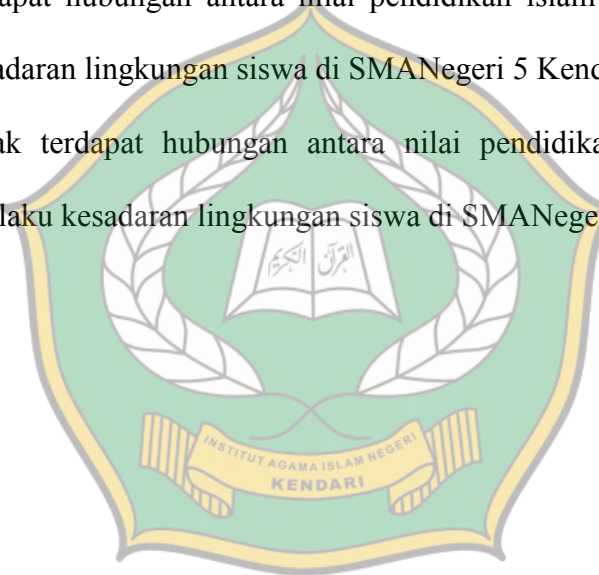 apat hubungan antara nilai pendidikan islam
adaran lingkungan siswa di SMANegeri 5 Kend
ak terdapat hubungan antara nilai pendidika
laku kesadaran lingkungan siswa di SMANege
القرآن الكريم
INSTITUT AGAMA ISLAM NEGERI
KENDARI